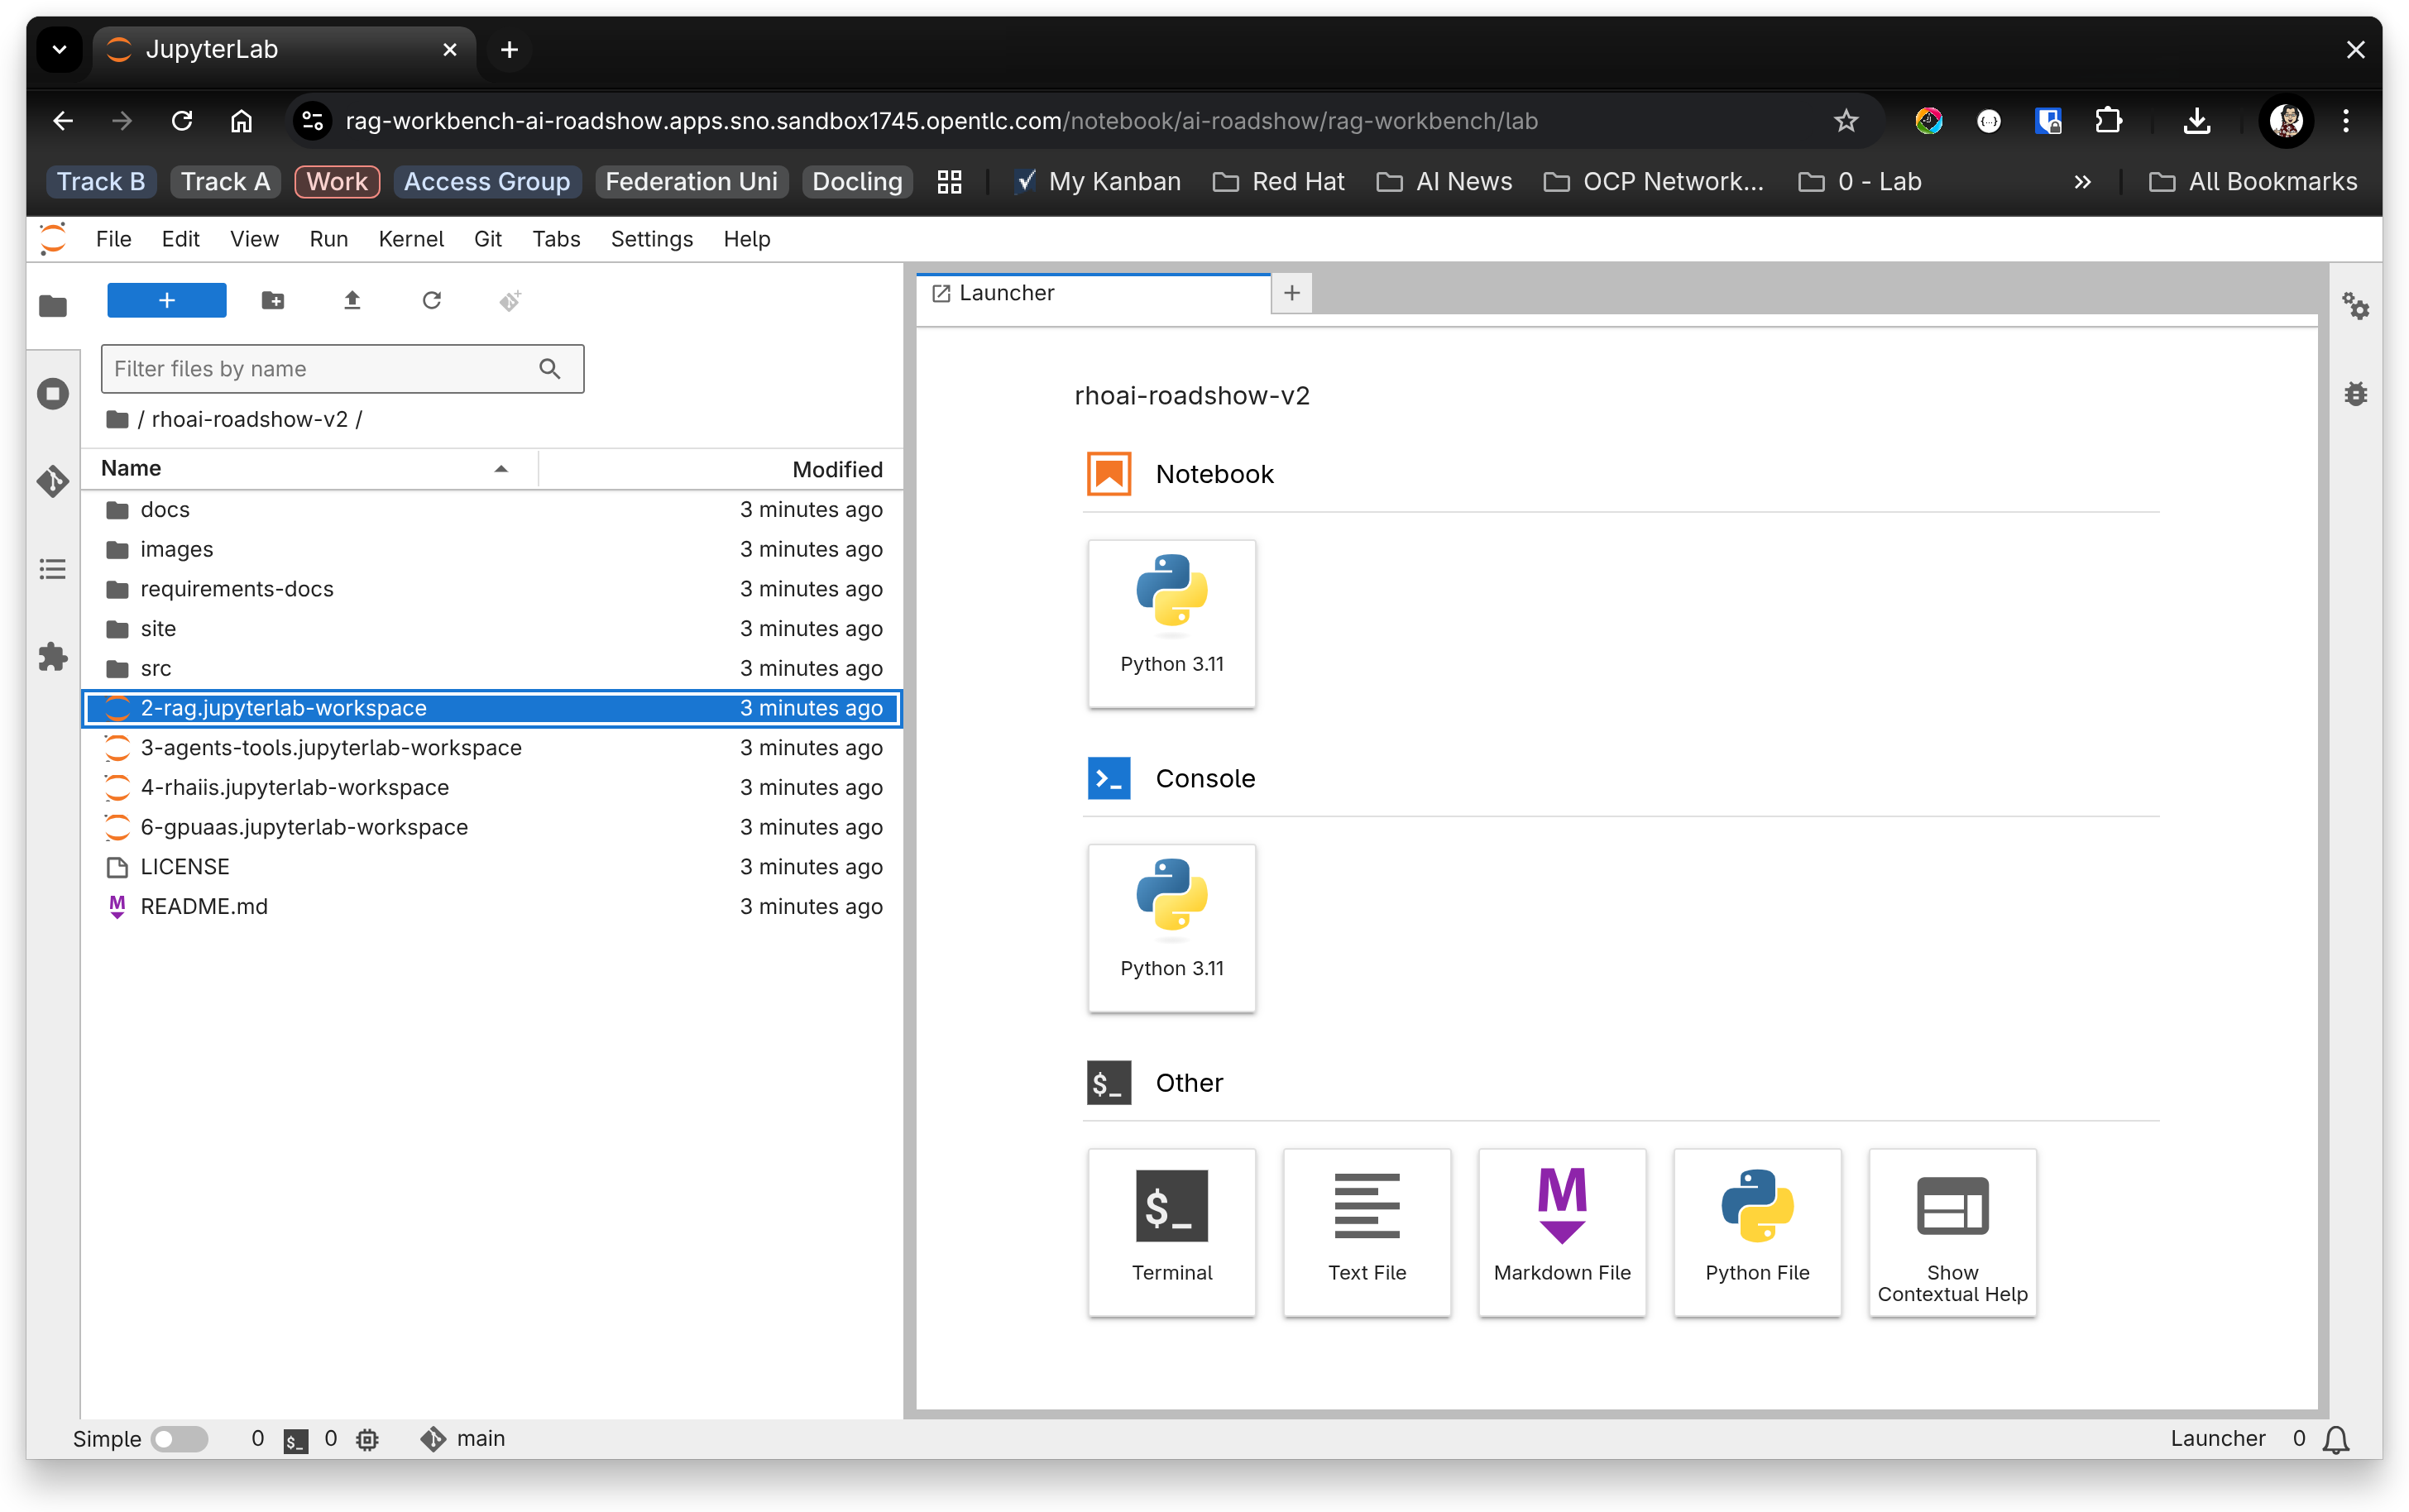 JupyterLab
rag-workbench-ai-roadshow.apps.sno.sandbox1745.opentlc.com/notebook/ai-roadshow/rag-workbench/lab
Track B Track A Work Access Group Federation Uni Docling My Kanban Red Hat AI News OCP Network... 0 - Lab » All Bookmarks
File Edit View Run Kernel Git Tabs Settings Help
+
Filter files by name
/ rhoai-roadshow-v2 /
Name Modified
docs 3 minutes ago
images 3 minutes ago
requirements-docs 3 minutes ago
site 3 minutes ago
src 3 minutes ago
2-rag.jupyterlab-workspace 3 minutes ago
3-agents-tools.jupyterlab-workspace 3 minutes ago
4-rhaiis.jupyterlab-workspace 3 minutes ago
6-gpuaas.jupyterlab-workspace 3 minutes ago
LICENSE 3 minutes ago
README.md 3 minutes ago
Launcher
rhoai-roadshow-v2
Notebook
Python 3.11
Console
Python 3.11
$_ Other
$_
Terminal
Text File
M
Markdown File
Python File
Show
Contextual Help
Simple 0 $_ 0 main Launcher 0